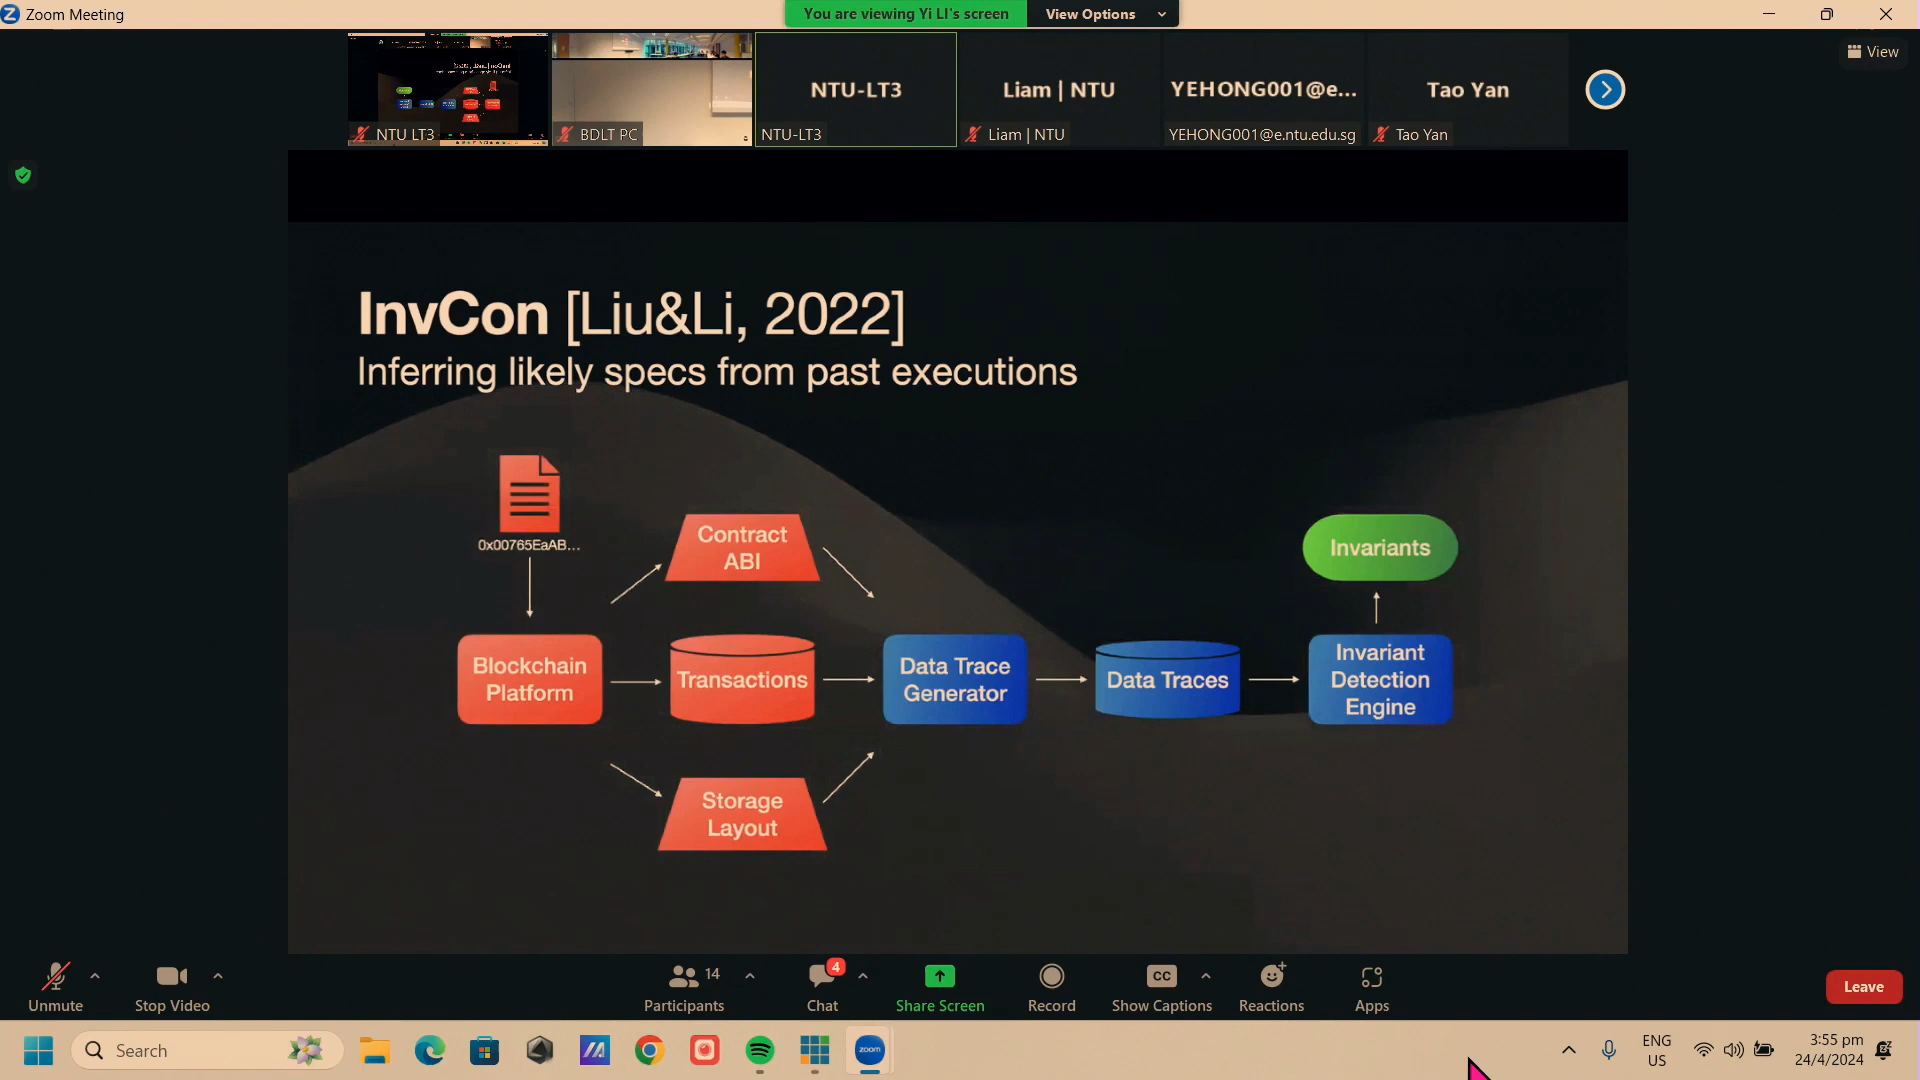 Zoom Meeting
You are viewing Yi LI's screen
View Options
View
NTU LT3
BDLT PC
NTU-LT3
NTU-LT3
Liam | NTU
Liam | NTU
YEHONG001@e...
YEHONG001@e.ntu.edu.sg
Tao Yan
Tao Yan
InvCon [Liu&Li, 2022]
Inferring likely specs from past executions
0x00765EaAB...
Contract
ABI
Invariants
Blockchain
Platform
Transactions
Data Trace
Generator
Data Traces
Invariant
Detection
Engine
Storage
Layout
Unmute
Stop Video
14
Participants
4
Chat
Share Screen
Record
CC
Show Captions
Reactions
Apps
Leave
Search
zoom
ENG
US
3:55 pm
24/4/2024